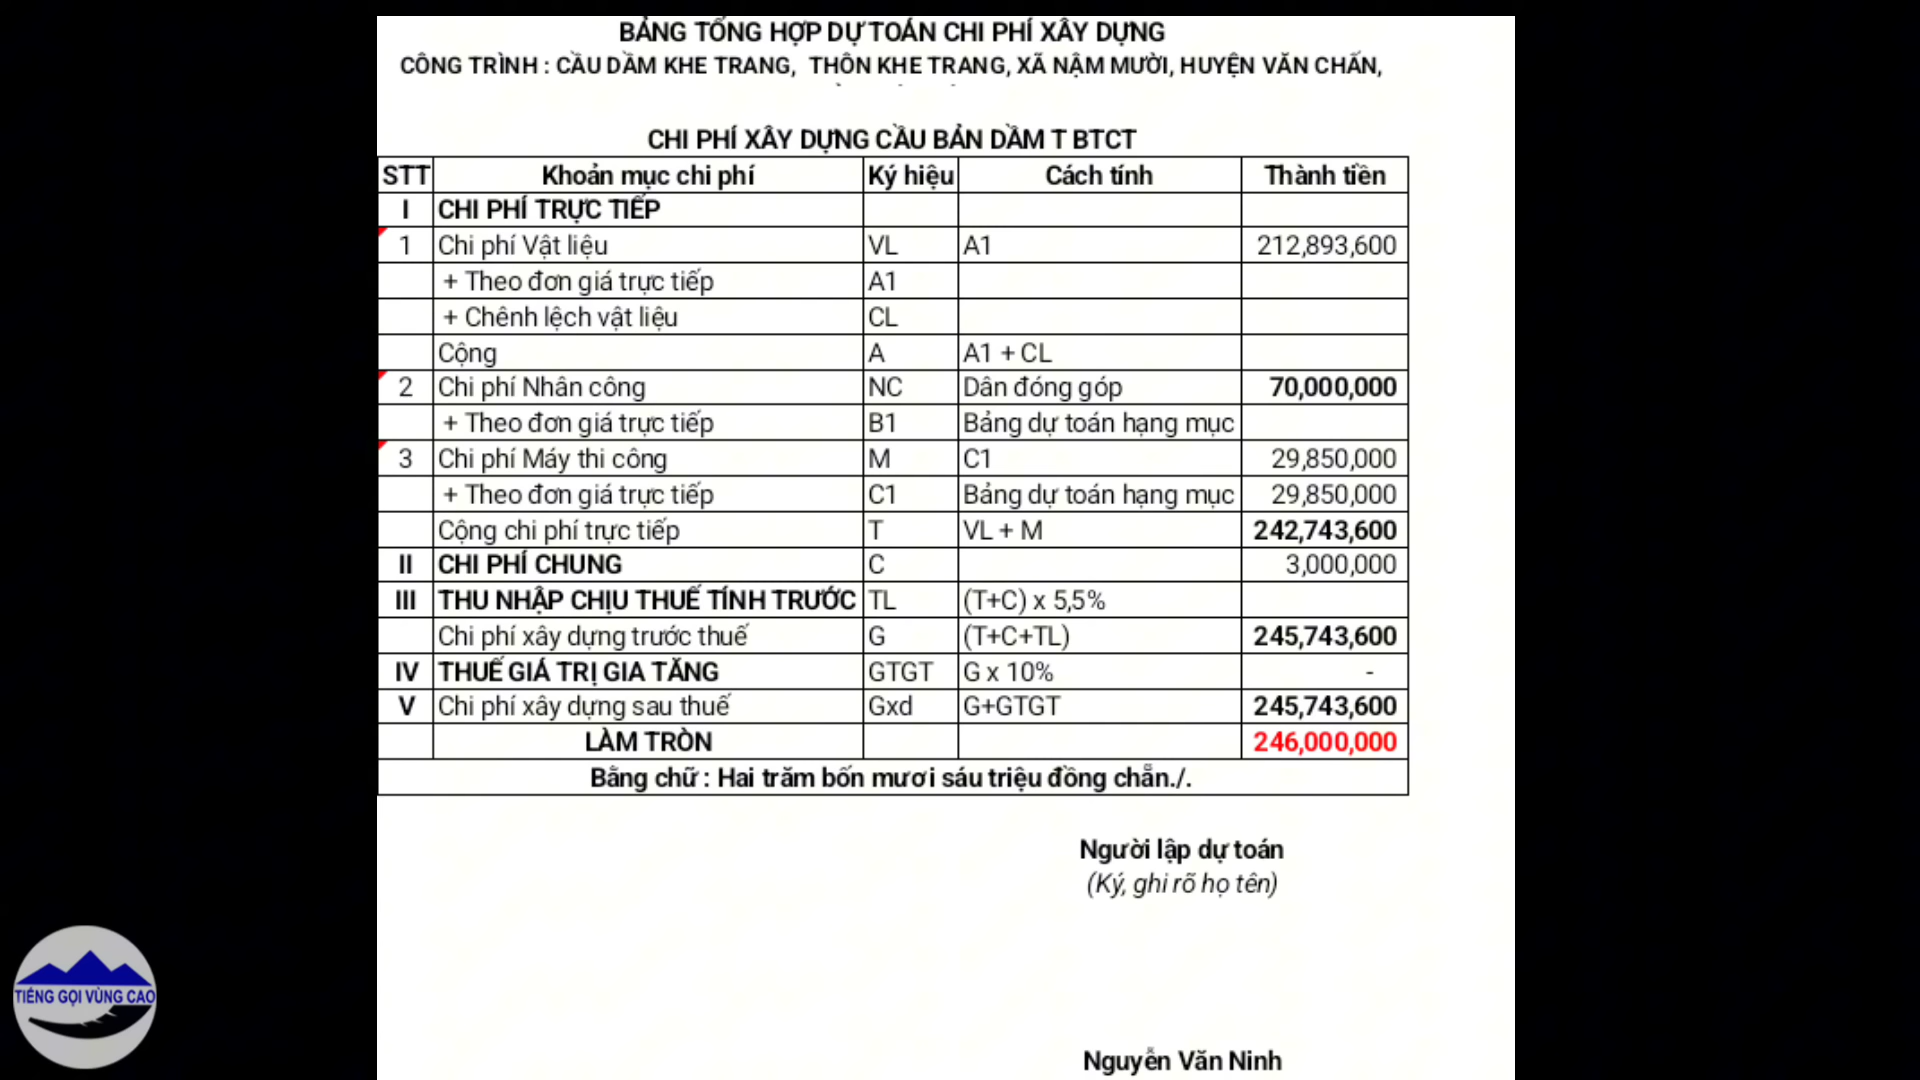 BẢNG TỔNG HỢP DỰ TOÁN CHI PHÍ XÂY DỰNG
CÔNG TRÌNH : CẦU DẦM KHE TRANG, THÔN KHE TRANG, XÃ NẬM MƯỜI, HUYỆN VĂN CHẤN,
CHI PHÍ XÂY DỰNG CẦU BẢN DẦM T BTCT
STT Khoản mục chi phí Ký hiệu Cách tính Thành tiền
I CHI PHÍ TRỰC TIẾP
1 Chi phí Vật liệu VL A1 212,893,600
+ Theo đơn giá trực tiếp A1
+ Chênh lệch vật liệu CL
Cộng A A1 + CL
2 Chi phí Nhân công NC Dân đóng góp 70,000,000
+ Theo đơn giá trực tiếp B1 Bảng dự toán hạng mục
3 Chi phí Máy thi công M C1 29,850,000
+ Theo đơn giá trực tiếp C1 Bảng dự toán hạng mục 29,850,000
Cộng chi phí trực tiếp T VL + M 242,743,600
II CHI PHÍ CHUNG C 3,000,000
III THU NHẬP CHỊU THUẾ TÍNH TRƯỚC TL (T+C) x 5,5%
Chi phí xây dựng trước thuế G (T+C+TL) 245,743,600
IV THUẾ GIÁ TRỊ GIA TĂNG GTGT G x 10% -
V Chi phí xây dựng sau thuế Gxd G+GTGT 245,743,600
LÀM TRÒN 246,000,000
Bằng chữ : Hai trăm bốn mươi sáu triệu đồng chẵn./.
Người lập dự toán
(Ký, ghi rõ họ tên)
Nguyễn Văn Ninh
TIẾNG GỌI VÙNG CAO